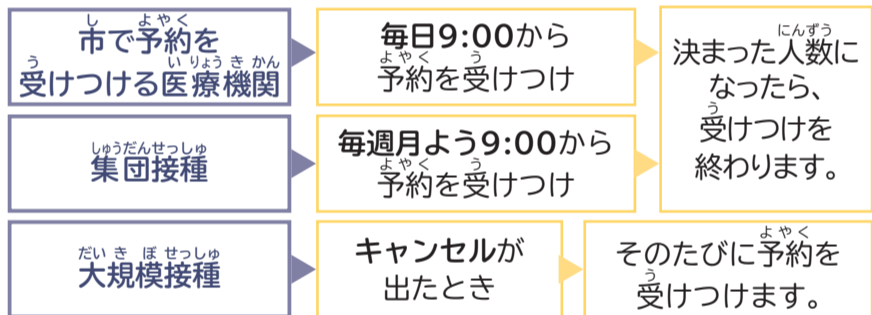 市で予約を
受けつける医療機関
毎日9:00から
予約を受けつけ
集団接種
毎週月よう9:00から
予約を受けつけ
決まった人数に
なったら、
受けつけを
終わります。
大規模接種
キャンセルが
出たとき
そのたびに予約を
受けつけます。